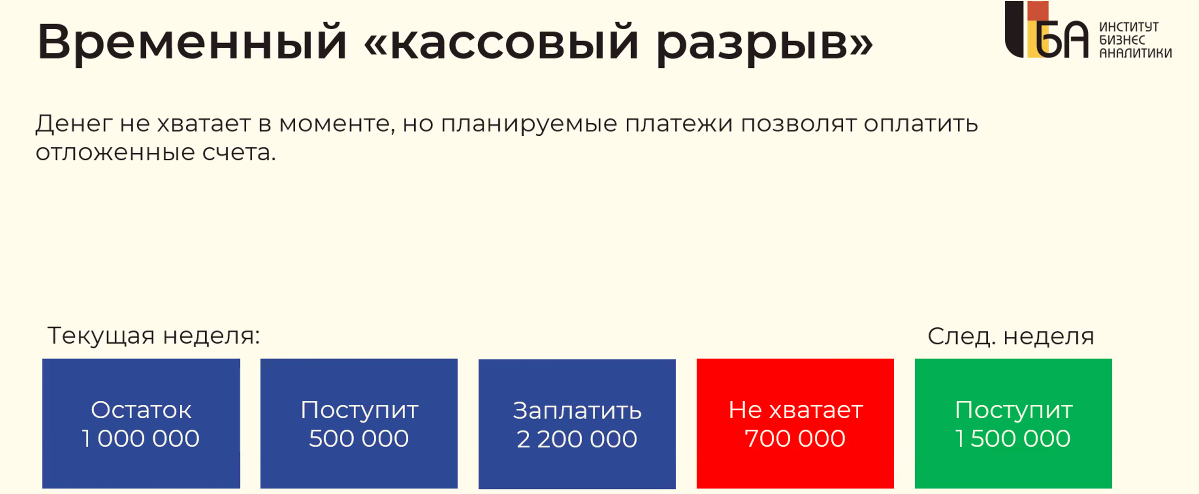 Временный «кассовый разрыв»
БА ИНСТИТУТ
БИЗНЕС
АНАЛИТИКИ
Денег не хватает в моменте, но планируемые платежи позволят оплатить
отложенные счета.
Текущая неделя:
След. неделя
Остаток
1 000 000
Поступит
500 000
Заплатить
2 200 000
Не хватает
700 000
Поступит
1 500 000